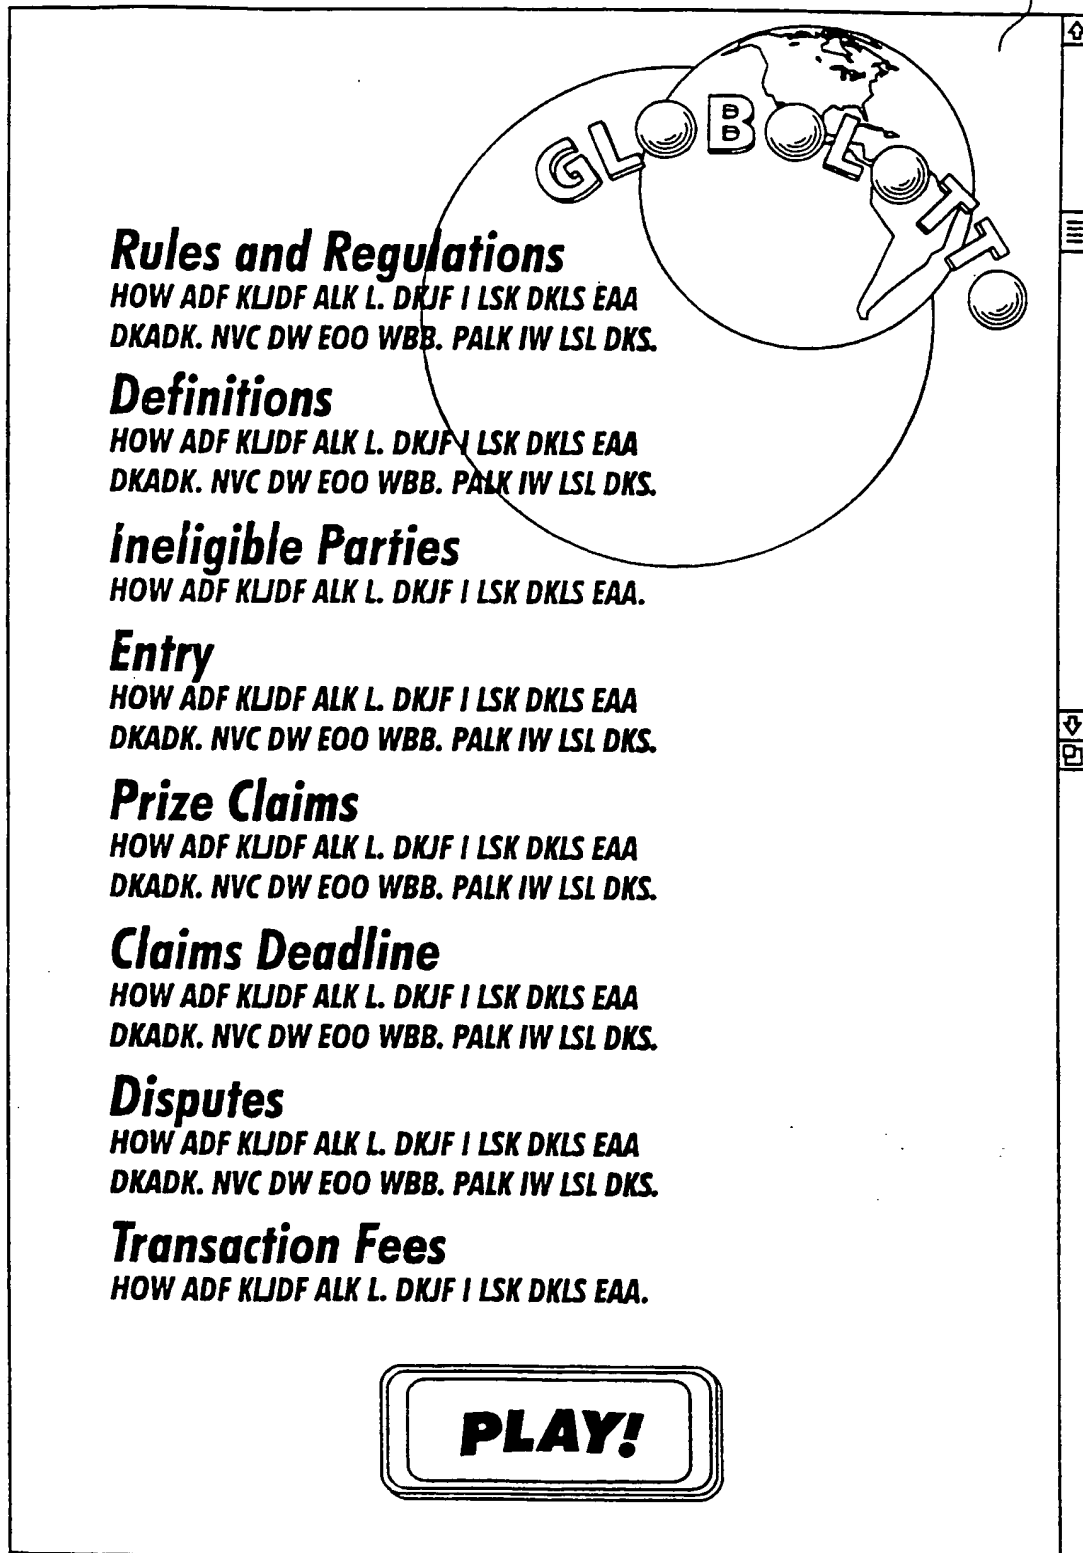 GLOBOLOTTO
Rules and Regulations
HOW ADF KLJDF ALK L. DKJF I LSK DKLS EAA
DKADK. NVC DW EOO WBB. PALK IW LSL DKS.
Definitions
HOW ADF KLJDF ALK L. DKJF I LSK DKLS EAA
DKADK. NVC DW EOO WBB. PALK IW LSL DKS.
Ineligible Parties
HOW ADF KLJDF ALK L. DKJF I LSK DKLS EAA.
Entry
HOW ADF KLJDF ALK L. DKJF I LSK DKLS EAA
DKADK. NVC DW EOO WBB. PALK IW LSL DKS.
Prize Claims
HOW ADF KLJDF ALK L. DKJF I LSK DKLS EAA
DKADK. NVC DW EOO WBB. PALK IW LSL DKS.
Claims Deadline
HOW ADF KLJDF ALK L. DKJF I LSK DKLS EAA
DKADK. NVC DW EOO WBB. PALK IW LSL DKS.
Disputes
HOW ADF KLJDF ALK L. DKJF I LSK DKLS EAA
DKADK. NVC DW EOO WBB. PALK IW LSL DKS.
Transaction Fees
HOW ADF KLJDF ALK L. DKJF I LSK DKLS EAA.
PLAY!